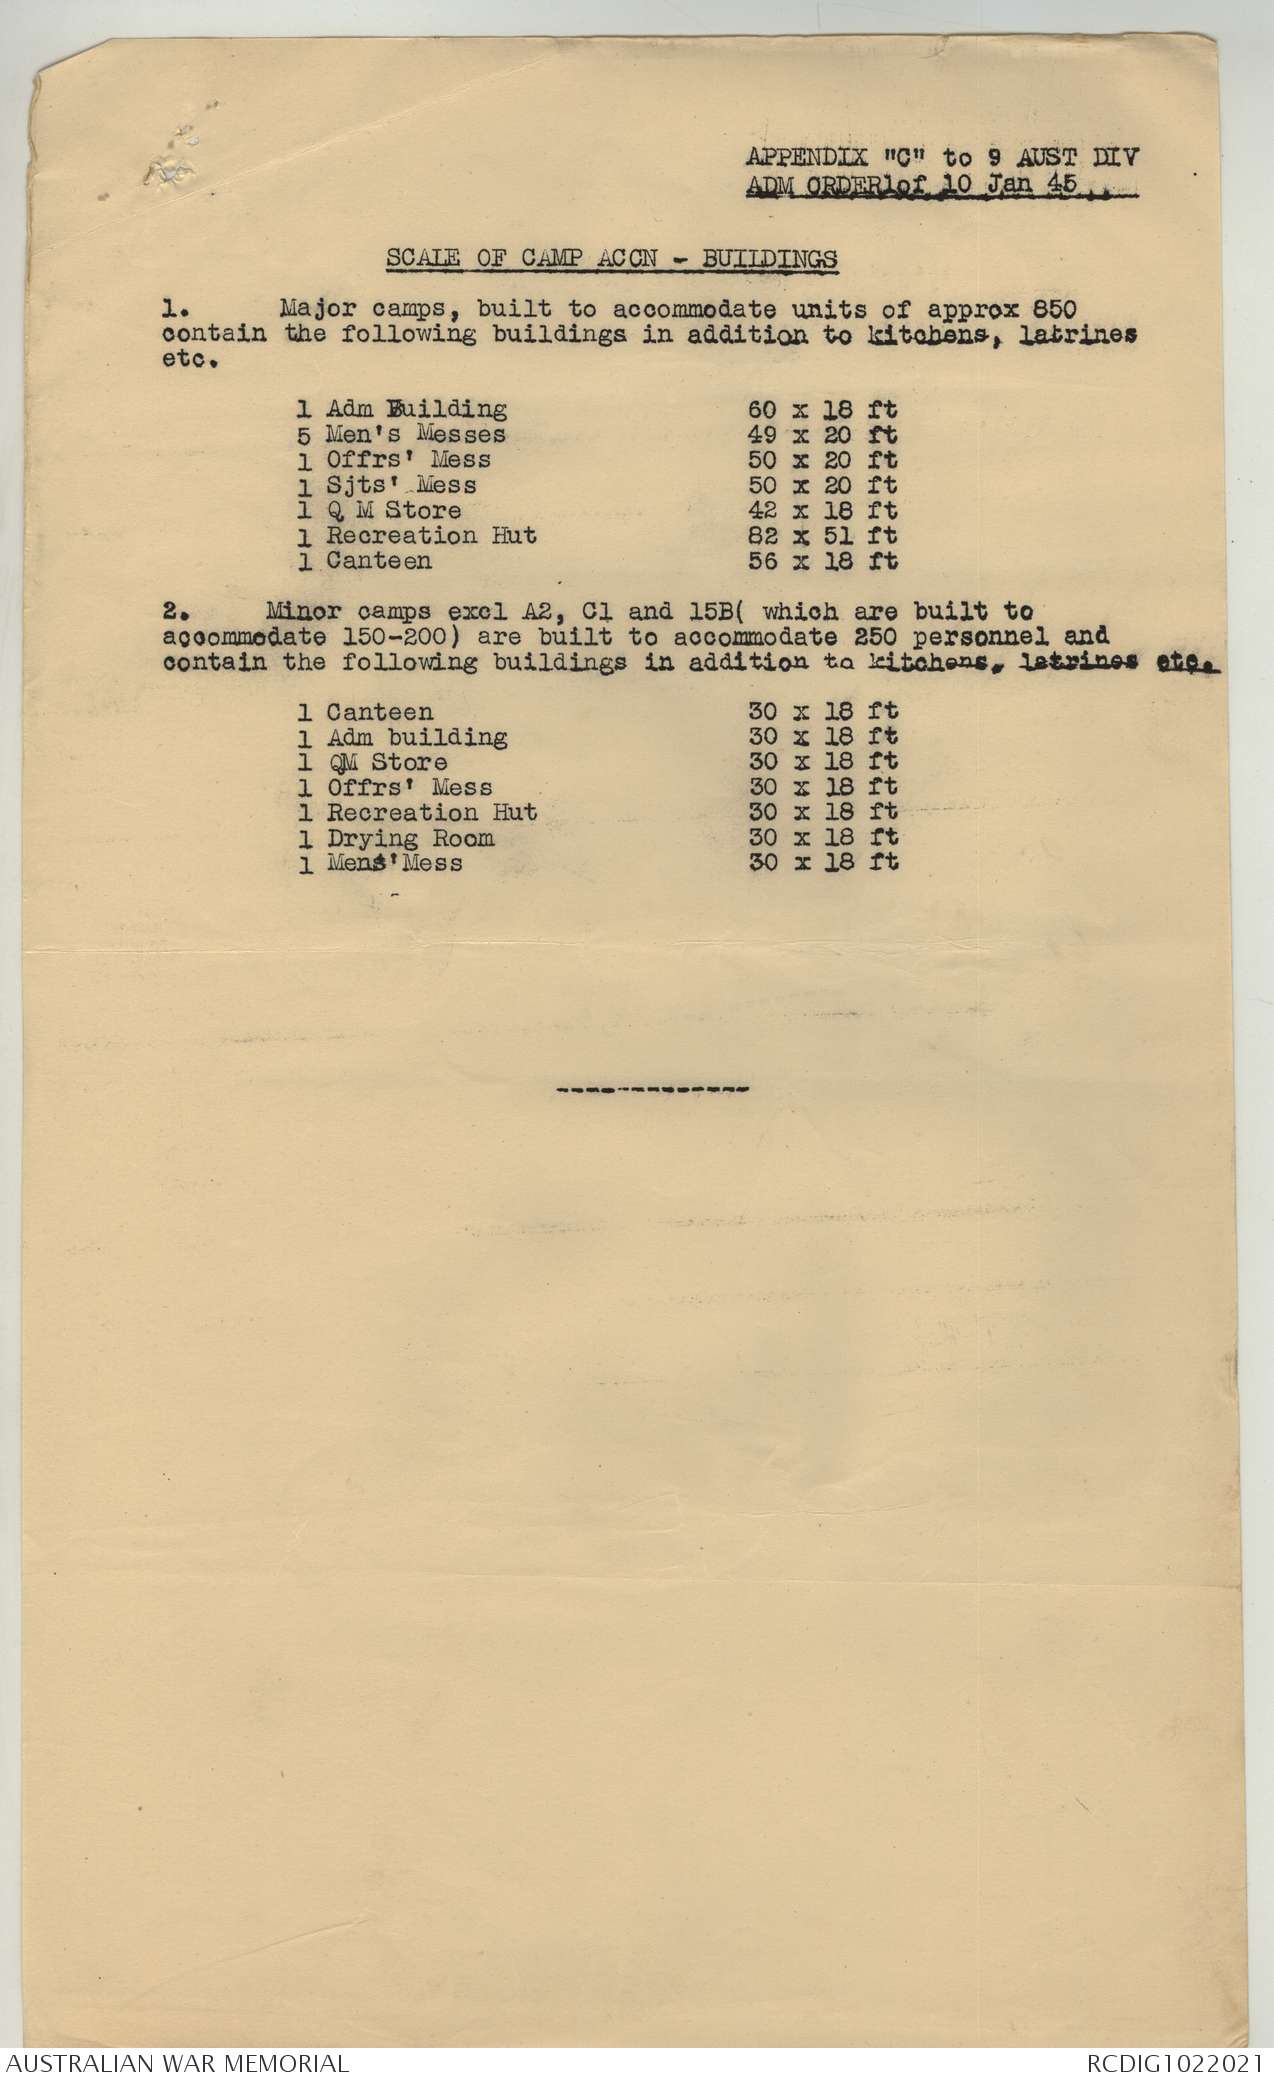 APPENDIX "C" to 9 AUST DIV
ADM ORDER1of 10 Jan 45
SCALE OF CAMP ACCN - BUILDINGS
1. Major camps, built to accommodate units of approx 850
contain the following buildings in addition to kitchens, latrines
etc.
1 Adm Building 60 x 18 ft
5 Men's Messes 49 x 20 ft
1 Offrs' Mess 50 x 20 ft
1 Sjts' Mess 50 x 20 ft
1 Q M Store 42 x 18 ft
1 Recreation Hut 82 x 51 ft
1 Canteen 56 x 18 ft
2. Minor camps excl A2, C1 and 15B( which are built to
accommodate 150-200) are built to accommodate 250 personnel and
contain the following buildings in addition to kitchens, latrines etc.
1 Canteen 30 x 18 ft
1 Adm building 30 x 18 ft
1 QM Store 30 x 18 ft
1 Offrs' Mess 30 x 18 ft
1 Recreation Hut 30 x 18 ft
1 Drying Room 30 x 18 ft
1 Mens'Mess 30 x 18 ft
-------------
AUSTRALIAN WAR MEMORIAL RCDIG1022021